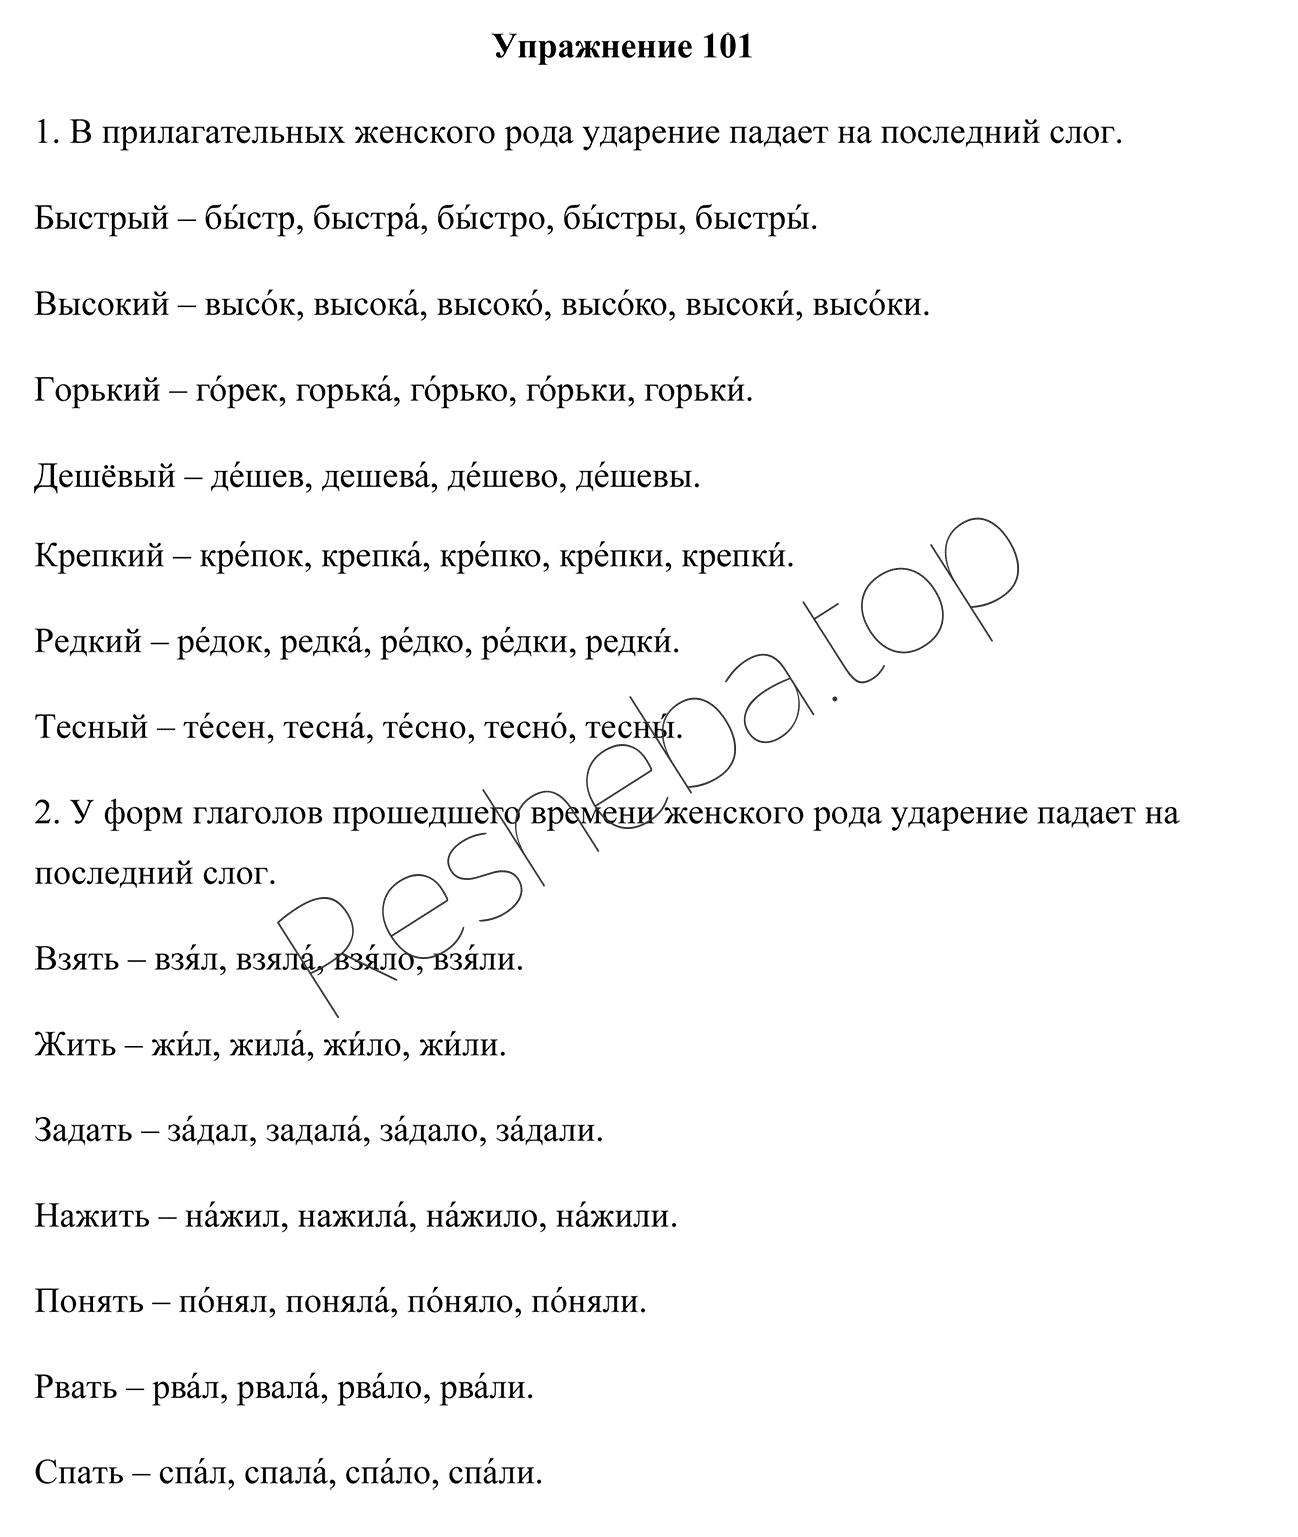 Упражнение 101
1. В прилагательных женского рода ударение падает на последний слог.
Быстрый – бы́стр, быстра́, бы́стро, бы́стры, быстры́.
Высокий – высо́к, высока́, высоко́, высо́ко, высоки́, высо́ки.
Горький – го́рек, горька́, го́рько, го́рьки, горьки́.
Дешёвый – де́шев, дешева́, де́шево, де́шевы.
Крепкий – кре́пок, крепка́, кре́пко, кре́пки, крепки́.
Редкий – ре́док, редка́, ре́дко, ре́дки, редки́.
Тесный – те́сен, тесна́, те́сно, тесно́, тесны́.
2. У форм глаголов прошедшего времени женского рода ударение падает на
последний слог.
Взять – взя́л, взяла́, взя́ло, взя́ли.
Жить – жи́л, жила́, жи́ло, жи́ли.
Задать – за́дал, задала́, за́дало, за́дали.
Нажить – на́жил, нажила́, на́жило, на́жили.
Понять – по́нял, поняла́, по́няло, по́няли.
Рвать – рва́л, рвала́, рва́ло, рва́ли.
Спать – спа́л, спала́, спа́ло, спа́ли.
Resheba.top